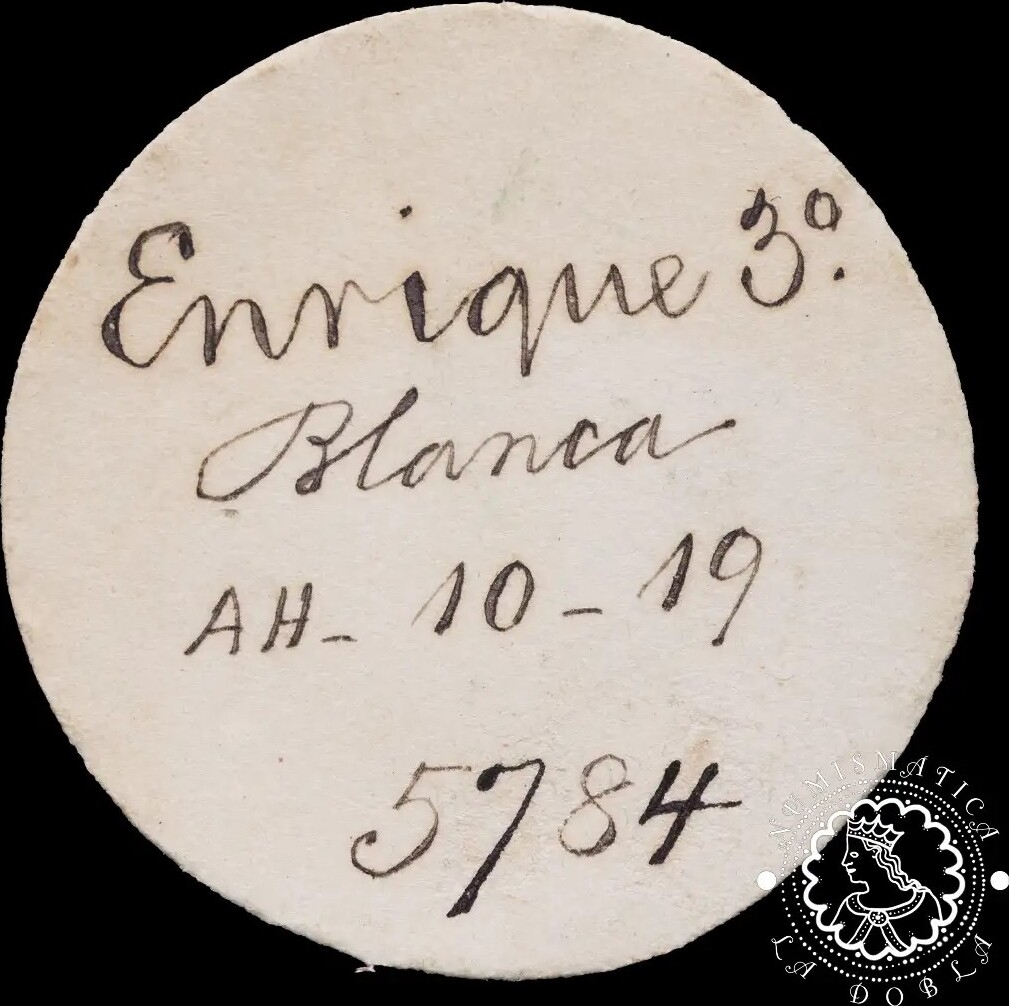 Enrique 3º.
Blanca
AH - 10 - 19
5784
NUMISMATICA
LA DOBLA